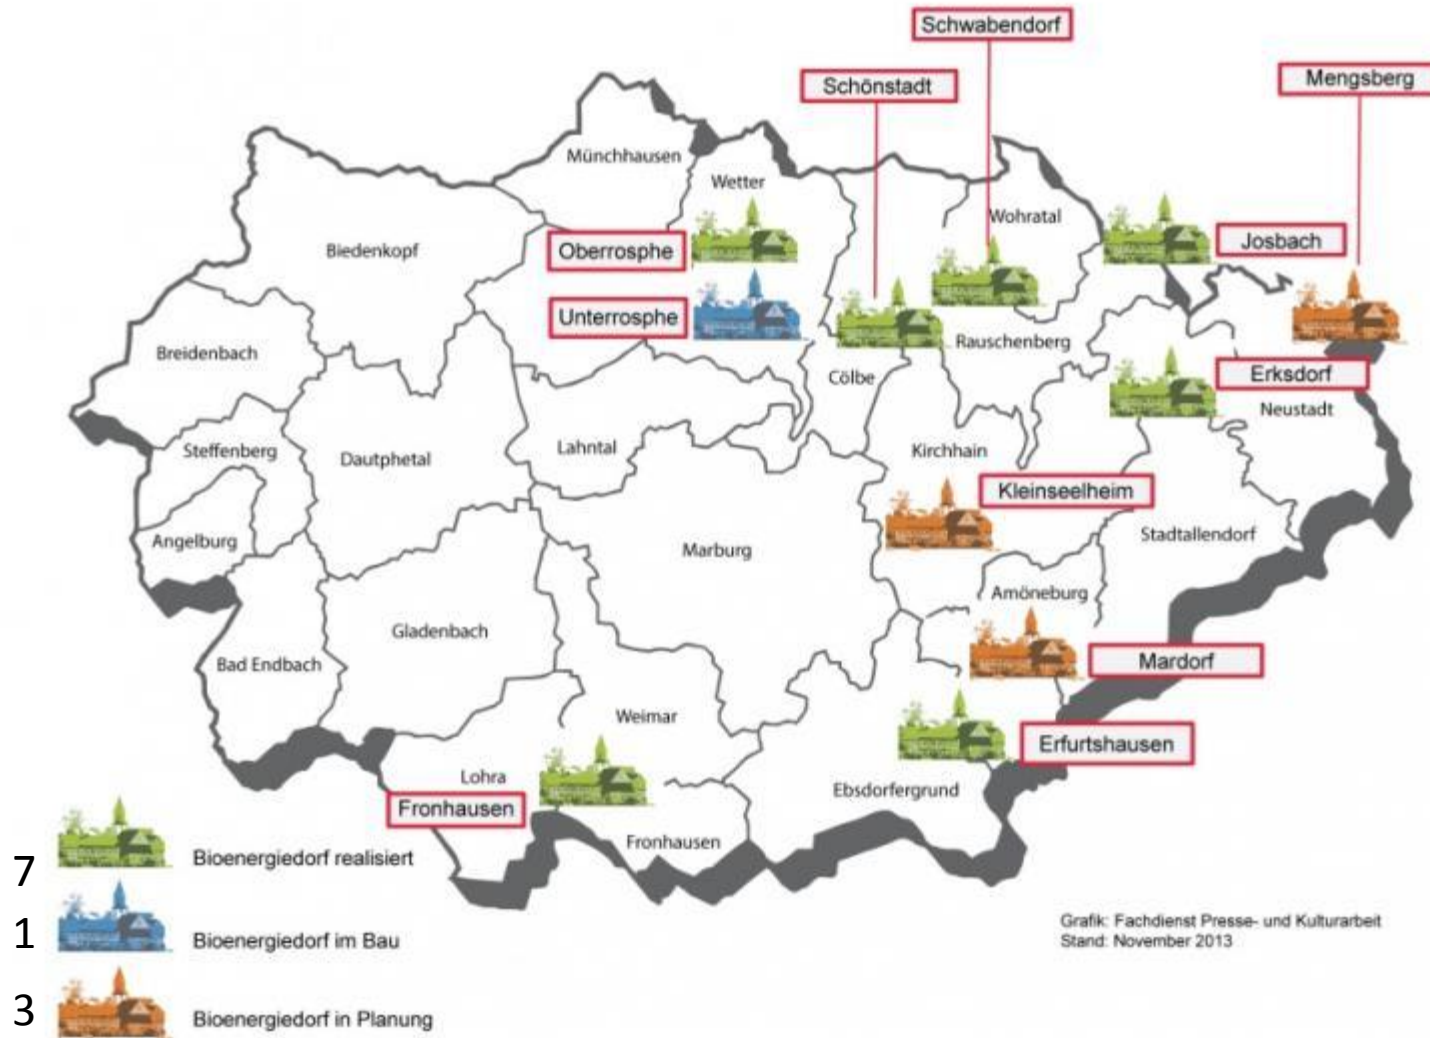 Schwabendorf
Schönstadt
Mengsberg
Münchhausen
Wetter
Wohratal
Josbach
Oberrosphe
Biedenkopf
Unterrosphe
Rauschenberg
Breidenbach
Cölbe
Erksdorf
Neustadt
Steffenberg
Dautphetal
Lahntal
Kirchhain
Kleinseelheim
Angelburg
Marburg
Stadtallendorf
Amöneburg
Gladenbach
Bad Endbach
Mardorf
Weimar
Erfurtshausen
Lohra
Ebsdorfergrund
Fronhausen
Fronhausen
7 Bioenergiedorf realisiert
1 Bioenergiedorf im Bau
3 Bioenergiedorf in Planung
Grafik: Fachdienst Presse- und Kulturarbeit
Stand: November 2013